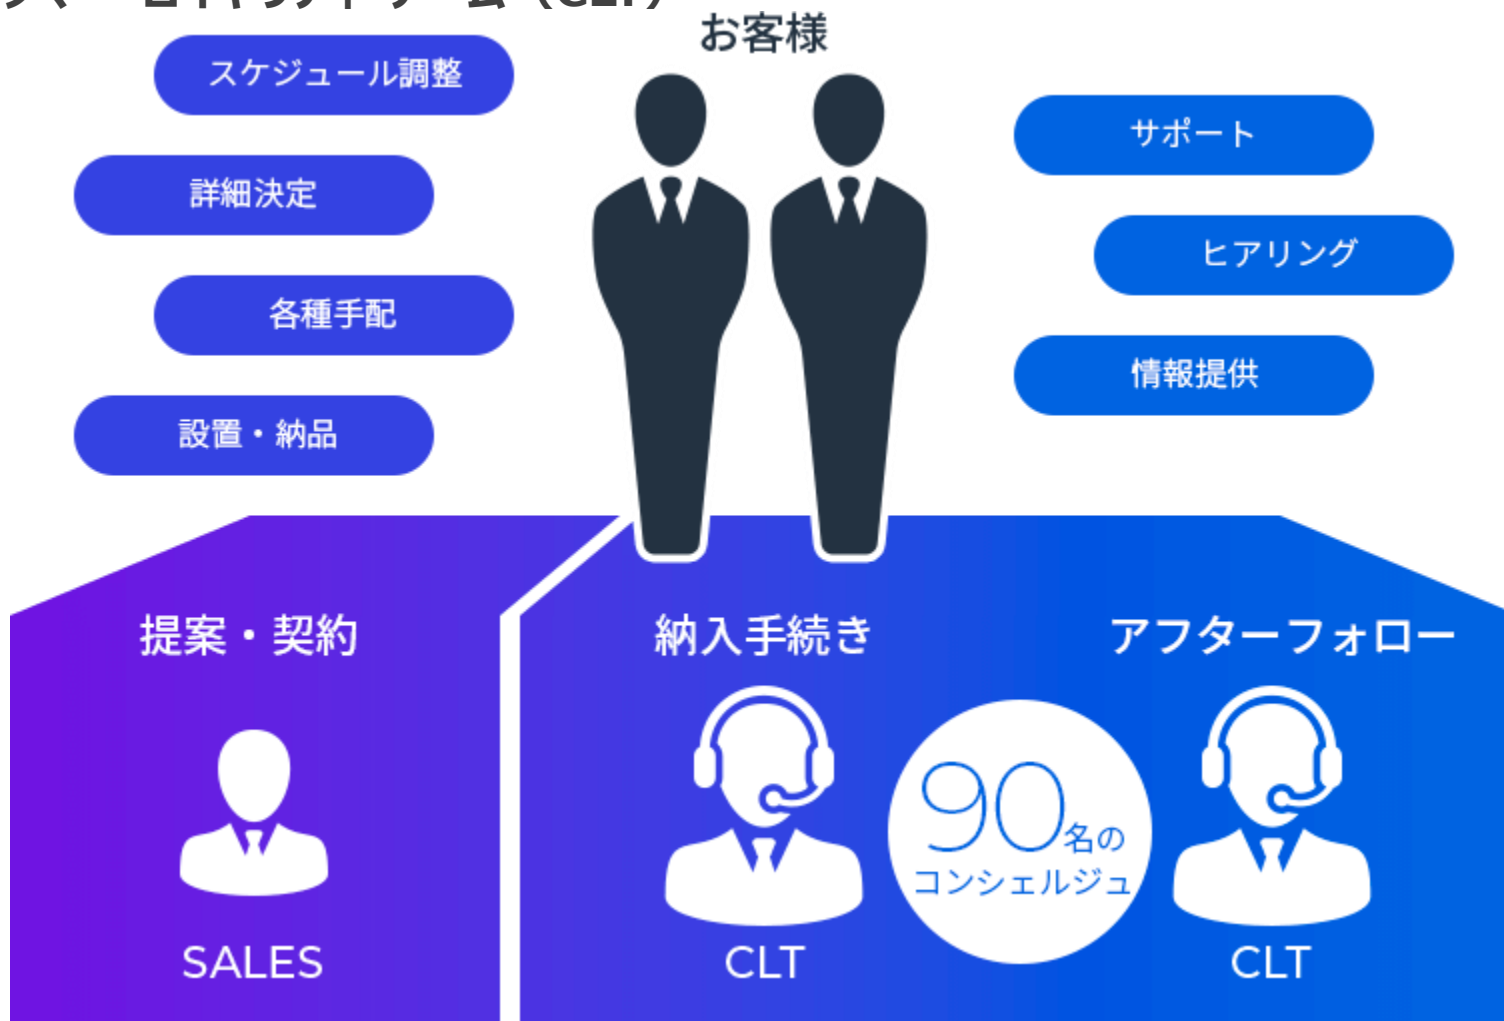 (CLT)
お客様
スケジュール調整
詳細決定
各種手配
設置・納品
サポート
ヒアリング
情報提供
提案・契約
納入手続き
アフターフォロー
90名の
コンシェルジュ
SALES
CLT
CLT